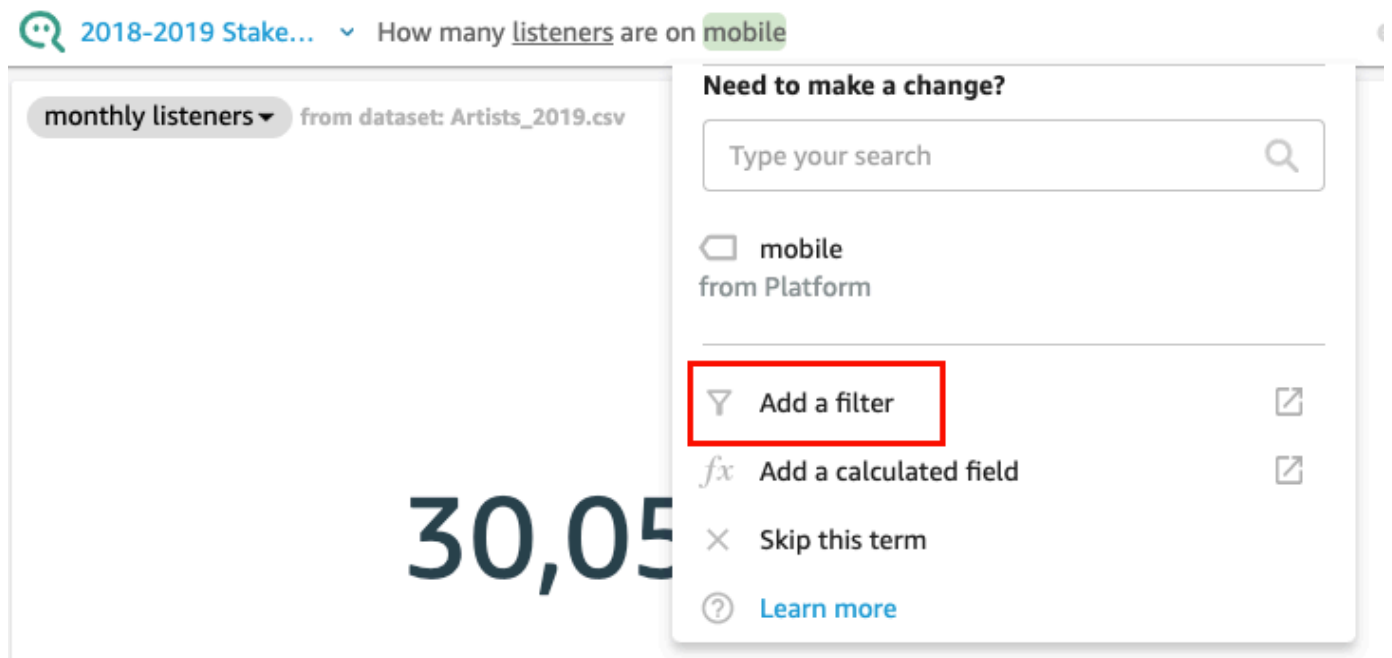 2018-2019 Stake... How many listeners are on mobile
Need to make a change?
monthly listeners from dataset: Artists_2019.csv
Type your search
mobile
from Platform
Add a filter
fx Add a calculated field
30,05
Skip this term
? Learn more